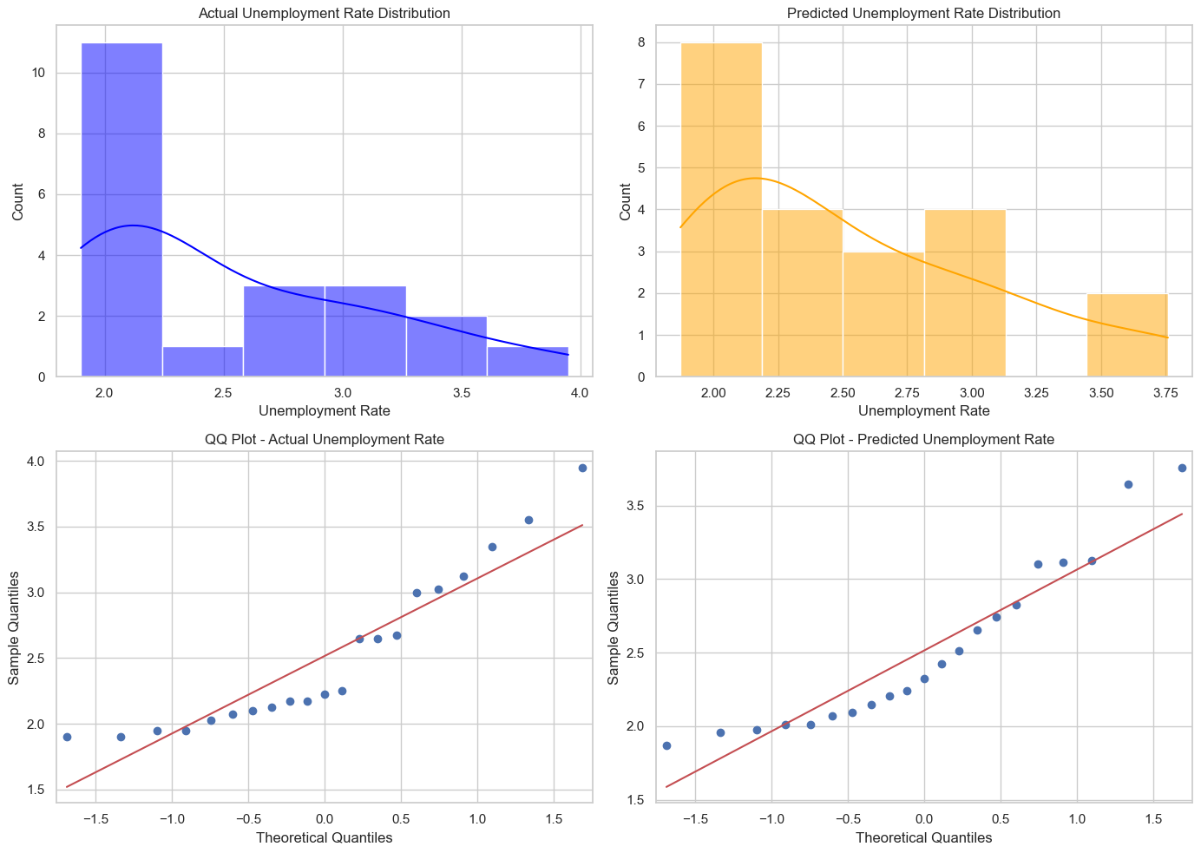 Actual Unemployment Rate Distribution
10
8
6
4
2
0
Count
2.0 2.5 3.0 3.5 4.0
Unemployment Rate
Predicted Unemployment Rate Distribution
8
7
6
5
4
3
2
1
0
Count
2.00 2.25 2.50 2.75 3.00 3.25 3.50 3.75
Unemployment Rate
QQ Plot - Actual Unemployment Rate
4.0
3.5
3.0
2.5
2.0
1.5
Sample Quantiles
−1.5 −1.0 −0.5 0.0 0.5 1.0 1.5
Theoretical Quantiles
QQ Plot - Predicted Unemployment Rate
3.5
3.0
2.5
2.0
1.5
Sample Quantiles
−1.5 −1.0 −0.5 0.0 0.5 1.0 1.5
Theoretical Quantiles